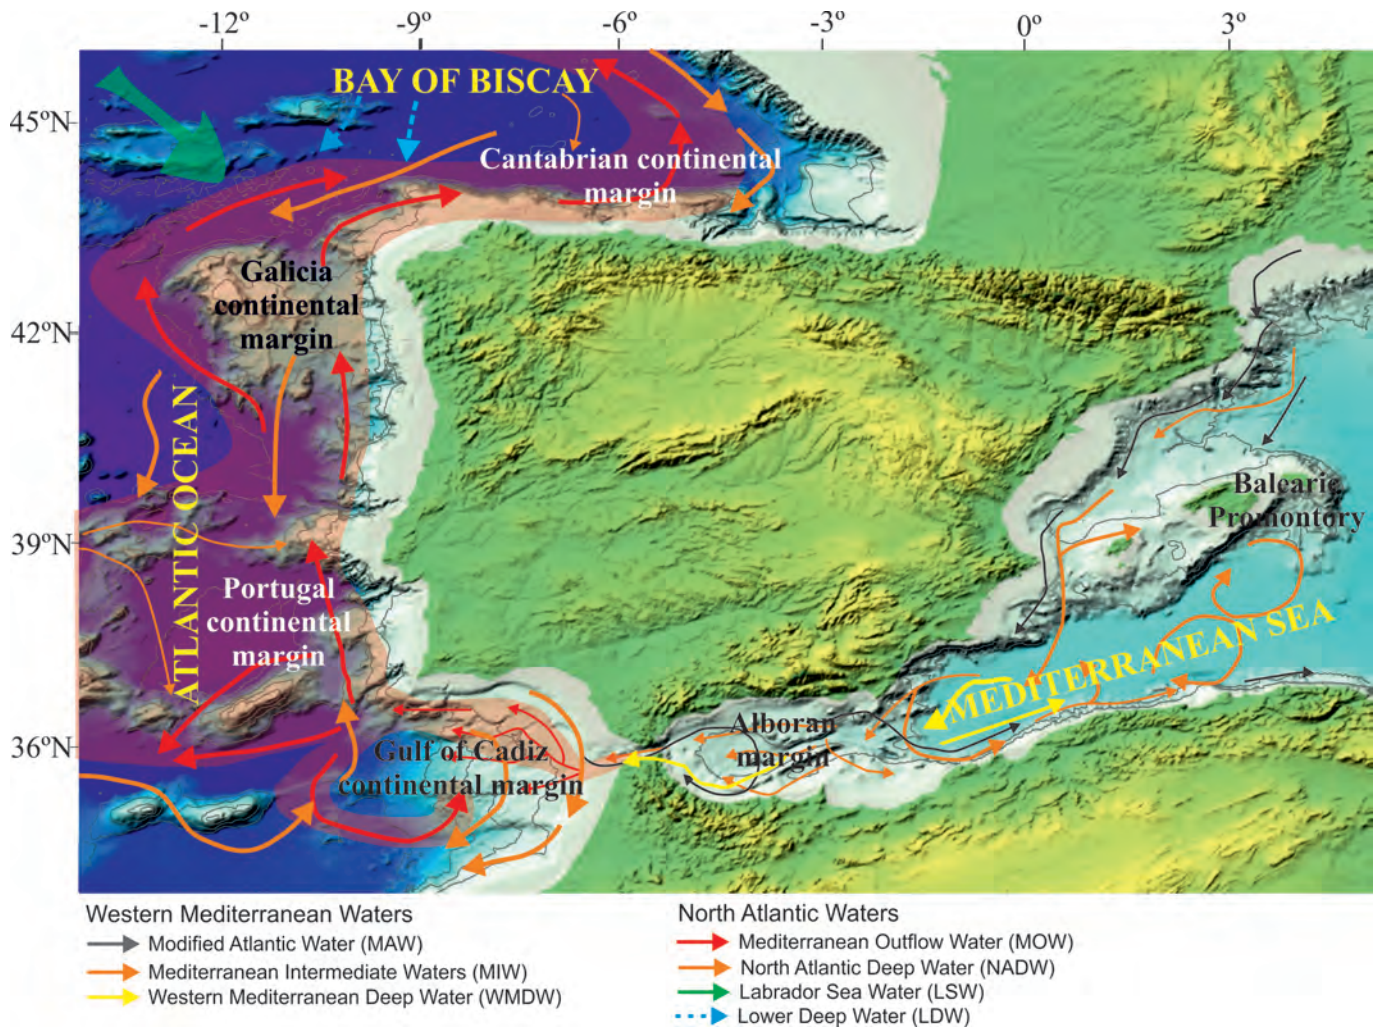 -12º -9º -6º -3º 0º 3º
BAY OF BISCAY
45ºN
Cantabrian continental
margin
Galicia
continental
margin
42ºN
ATLANTIC OCEAN
Balearic
Promontory
39ºN
Portugal
continental
margin
MEDITERRANEAN SEA
Alboran
margin
36ºN
Gulf of Cadiz
continental margin
Western Mediterranean Waters
Modified Atlantic Water (MAW)
Mediterranean Intermediate Waters (MIW)
Western Mediterranean Deep Water (WMDW)
North Atlantic Waters
Mediterranean Outflow Water (MOW)
North Atlantic Deep Water (NADW)
Labrador Sea Water (LSW)
Lower Deep Water (LDW)